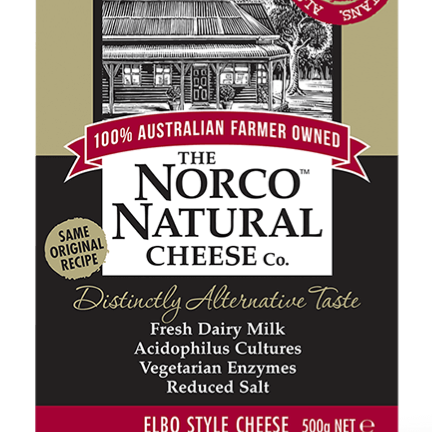 100% AUSTRALIAN FARMER OWNED
THE
NORCO™
NATURAL
CHEESE Co.
SAME
ORIGINAL
RECIPE
Distinctly Alternative Taste
Fresh Dairy Milk
Acidophilus Cultures
Vegetarian Enzymes
Reduced Salt
ELBO STYLE CHEESE 500g NET ℮